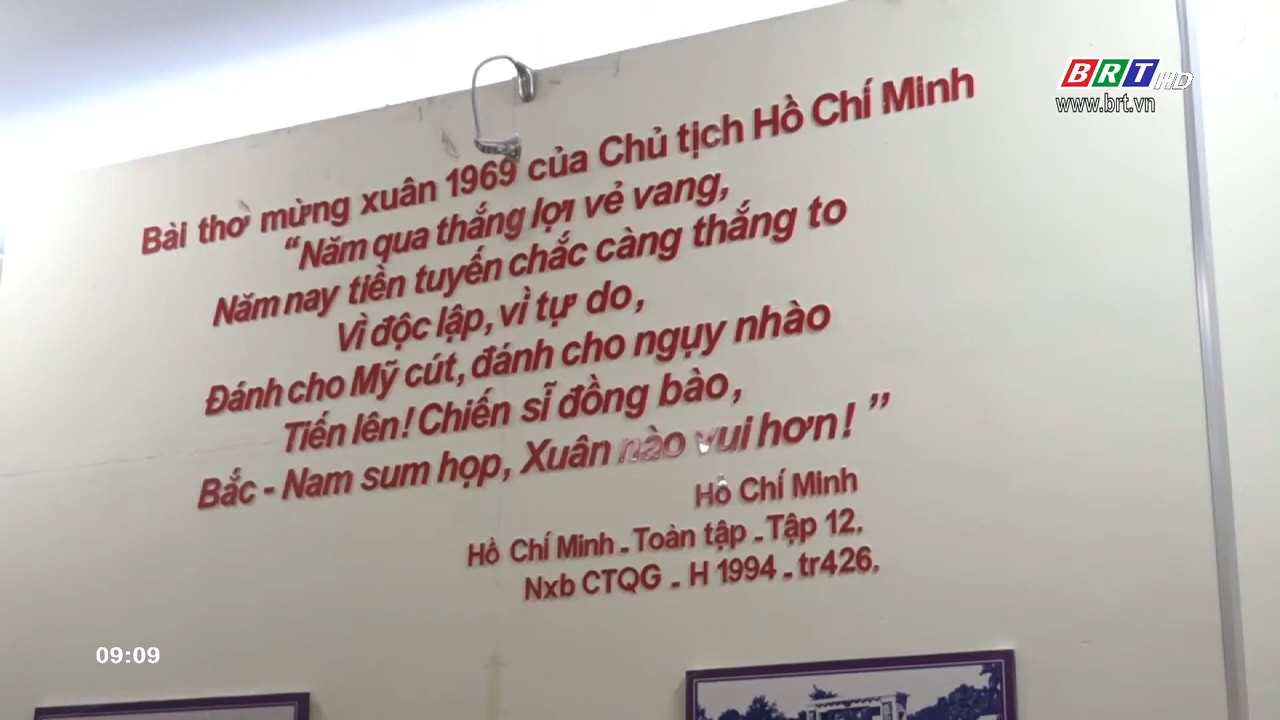 BRT HD
www.brt.vn
Bài thơ mừng xuân 1969 của Chủ tịch Hồ Chí Minh
“Năm qua thắng lợi vẻ vang,
Năm nay tiền tuyến chắc càng thắng to
Vì độc lập, vì tự do,
Đánh cho Mỹ cút, đánh cho ngụy nhào
Tiến lên! Chiến sĩ đồng bào,
Bắc - Nam sum họp, Xuân nào vui hơn! ”
Hồ Chí Minh
Hồ Chí Minh - Toàn tập - Tập 12.
Nxb CTQG - H 1994 - tr426.
09:09